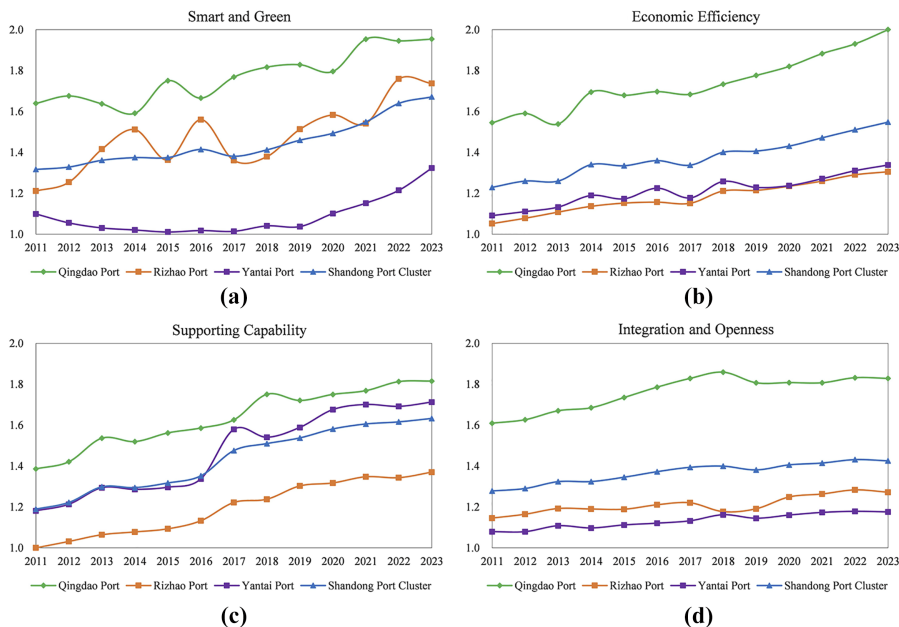 Smart and Green
2.0
1.8
1.6
1.4
1.2
1.0
2011 2012 2013 2014 2015 2016 2017 2018 2019 2020 2021 2022 2023
Qingdao Port Rizhao Port Yantai Port Shandong Port Cluster
(a)
Economic Efficiency
2.0
1.8
1.6
1.4
1.2
1.0
2011 2012 2013 2014 2015 2016 2017 2018 2019 2020 2021 2022 2023
Qingdao Port Rizhao Port Yantai Port Shandong Port Cluster
(b)
Supporting Capability
2.0
1.8
1.6
1.4
1.2
1.0
2011 2012 2013 2014 2015 2016 2017 2018 2019 2020 2021 2022 2023
Qingdao Port Rizhao Port Yantai Port Shandong Port Cluster
(c)
Integration and Openness
2.0
1.8
1.6
1.4
1.2
1.0
2011 2012 2013 2014 2015 2016 2017 2018 2019 2020 2021 2022 2023
Qingdao Port Rizhao Port Yantai Port Shandong Port Cluster
(d)